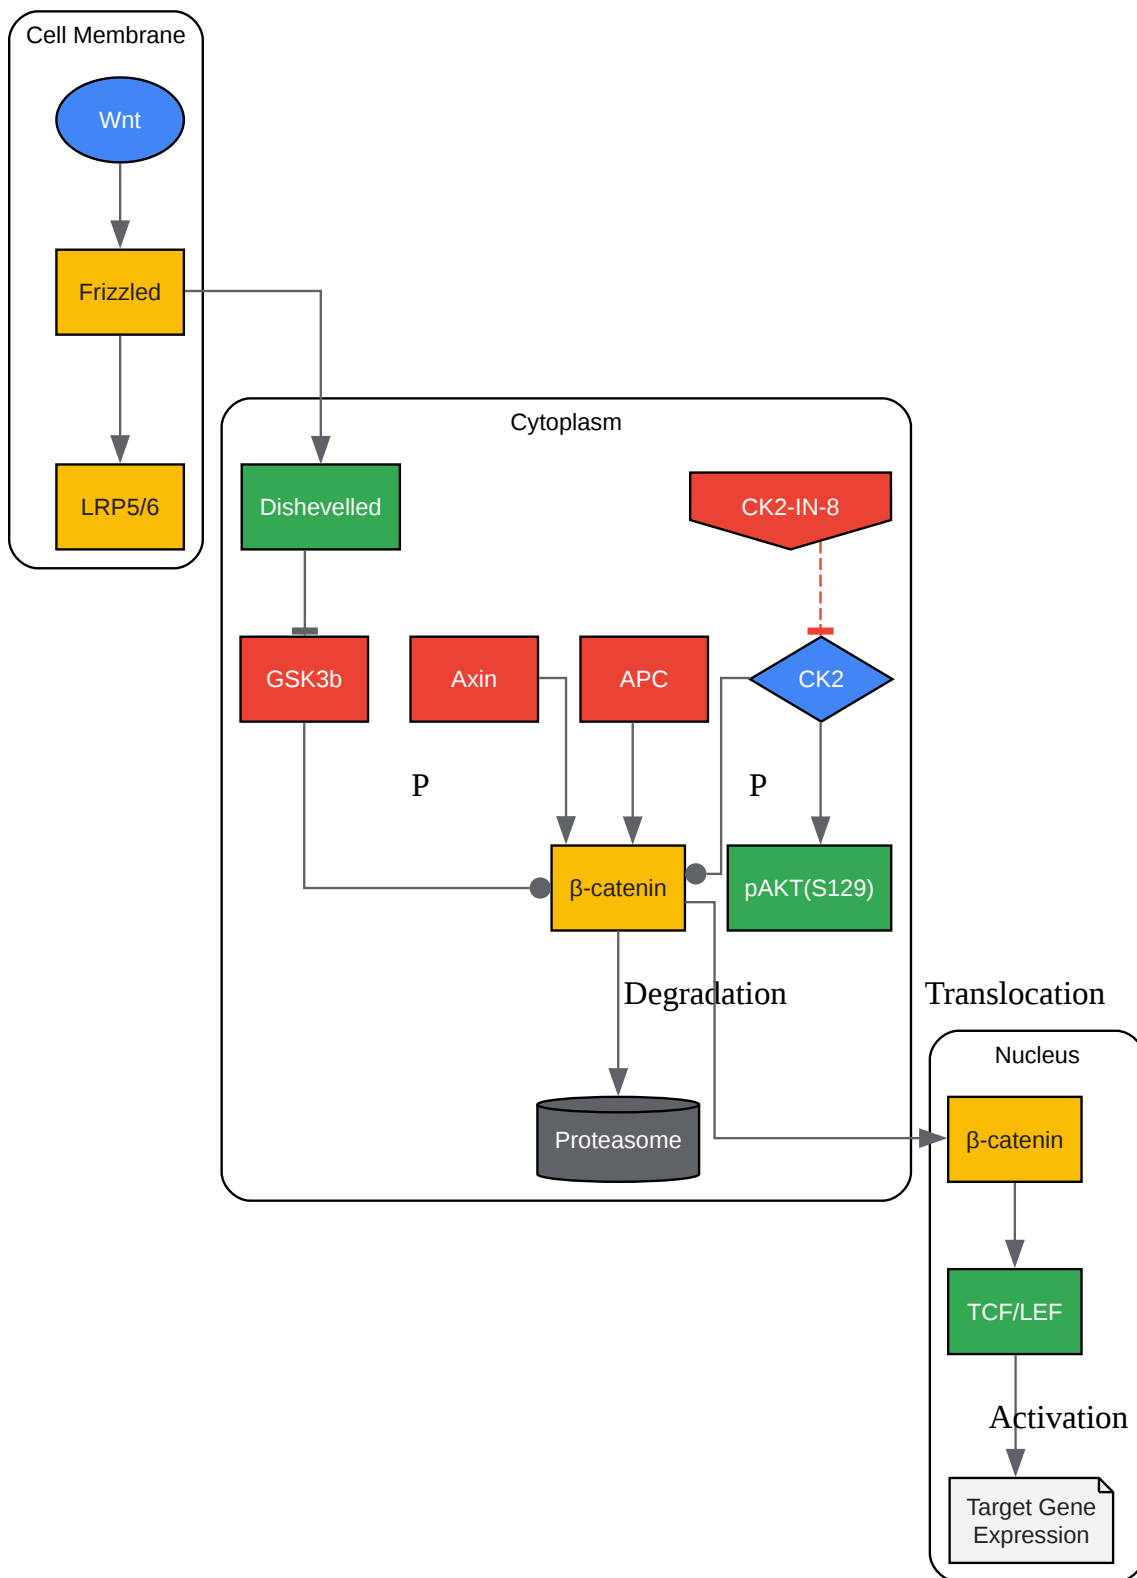 Cell Membrane
Wnt
Frizzled
LRP5/6
Cytoplasm
Dishevelled
CK2-IN-8
GSK3b
Axin
APC
CK2
P
P
β-catenin
pAKT(S129)
Degradation
Translocation
Proteasome
Nucleus
β-catenin
TCF/LEF
Activation
Target Gene
Expression